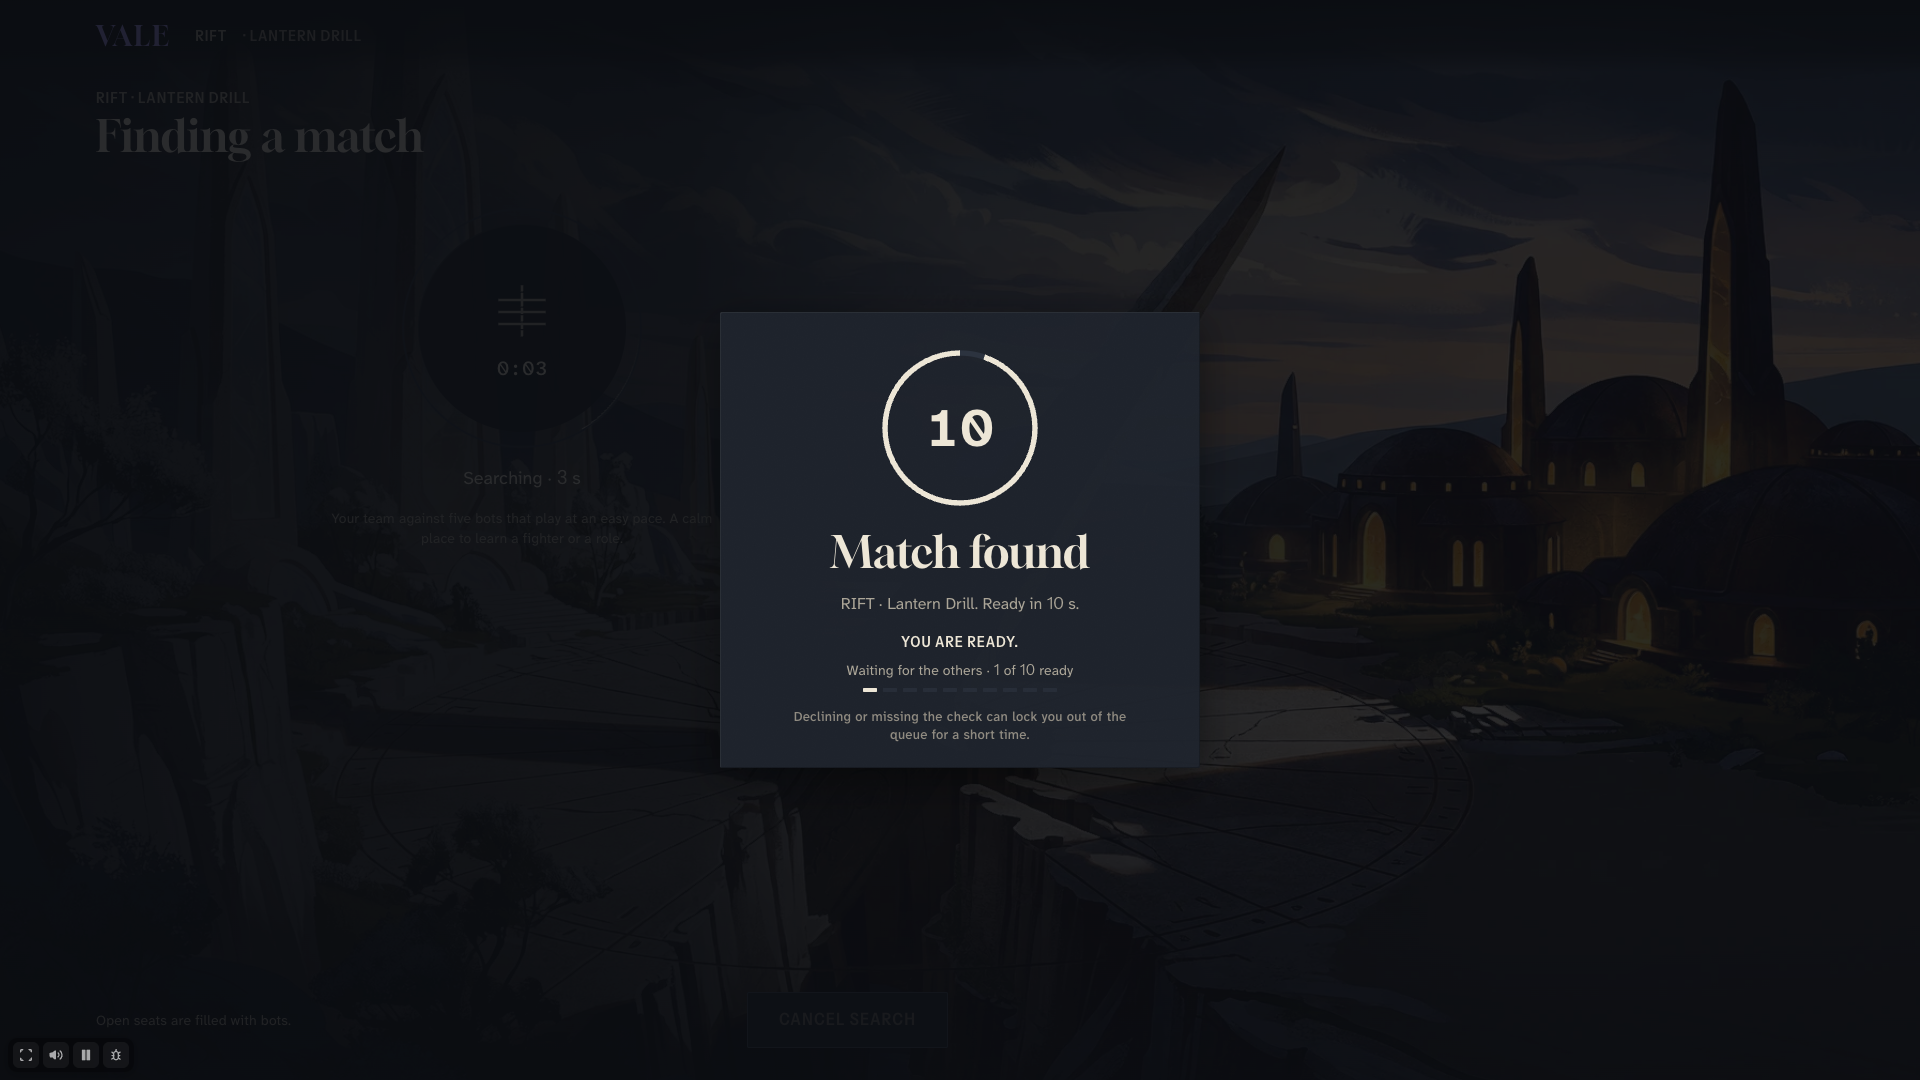 VALE RIFT · LANTERN DRILL
RIFT · LANTERN DRILL
Finding a match
0:03
Searching · 3 s
Your team against five bots that play at an easy pace. A calm
place to learn a fighter or a role.
10
Match found
RIFT · Lantern Drill. Ready in 10 s.
YOU ARE READY.
Waiting for the others · 1 of 10 ready
Declining or missing the check can lock you out of the
queue for a short time.
Open seats are filled with bots.
CANCEL SEARCH